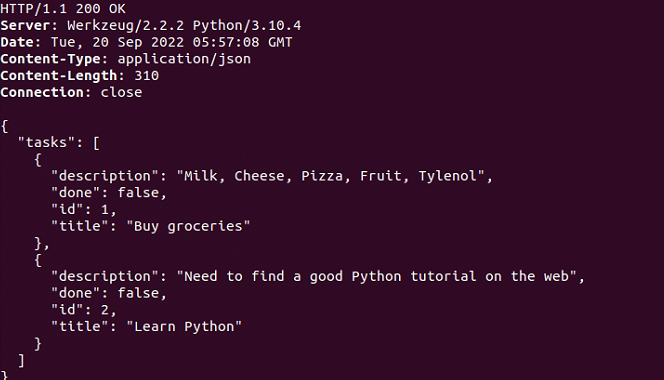 HTTP/1.1 200 OK
Server: Werkzeug/2.2.2 Python/3.10.4
Date: Tue, 20 Sep 2022 05:57:08 GMT
Content-Type: application/json
Content-Length: 310
Connection: close

{
  "tasks": [
    {
      "description": "Milk, Cheese, Pizza, Fruit, Tylenol",
      "done": false,
      "id": 1,
      "title": "Buy groceries"
    },
    {
      "description": "Need to find a good Python tutorial on the web",
      "done": false,
      "id": 2,
      "title": "Learn Python"
    }
  ]
}